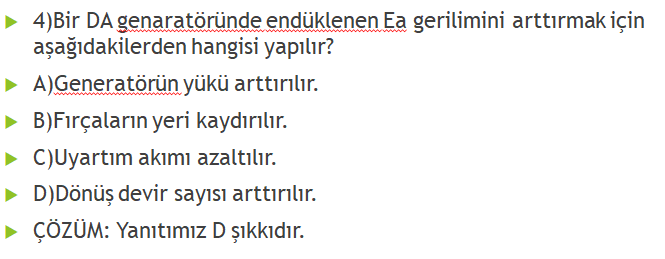 4)Bir DA genaratöründe endüklenen Ea gerilimini arttırmak için
aşağıdakilerden hangisi yapılır?
A)Generatörün yükü arttırılır.
B)Fırçaların yeri kaydırılır.
C)Uyartım akımı azaltılır.
D)Dönüş devir sayısı arttırılır.
ÇÖZÜM: Yanıtımız D şıkkıdır.